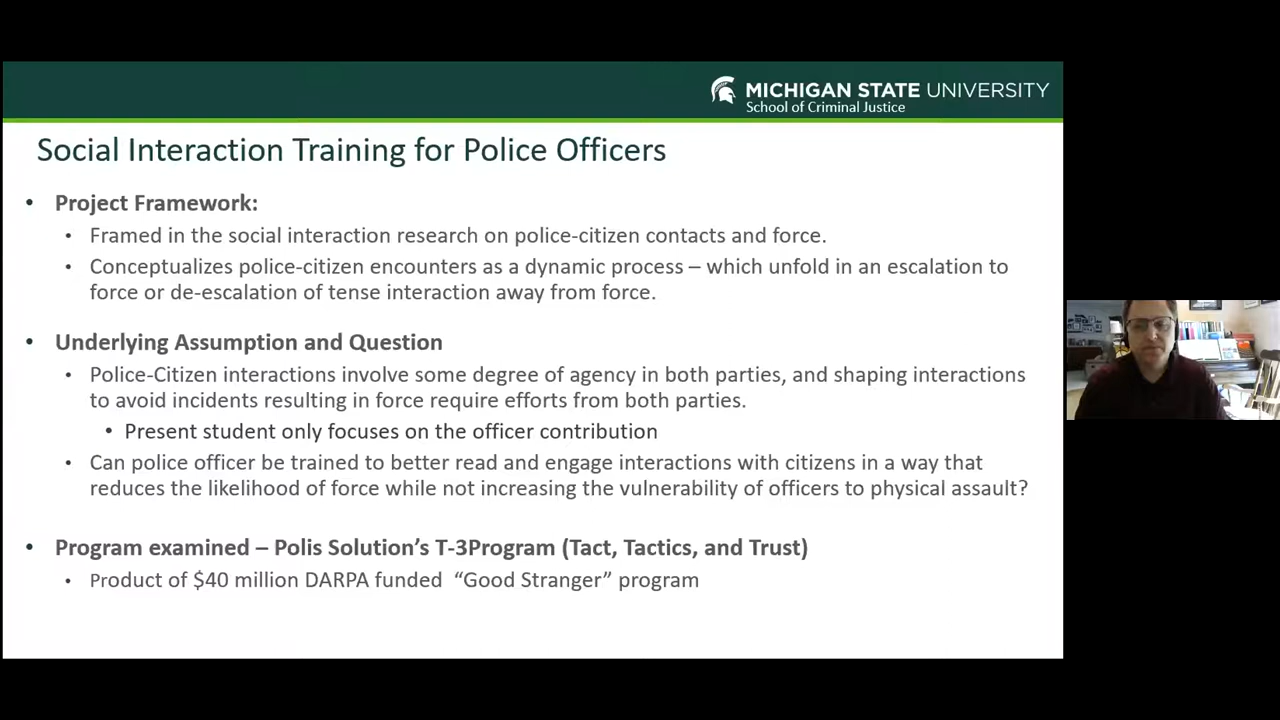 MICHIGAN STATE UNIVERSITY
School of Criminal Justice
Social Interaction Training for Police Officers
• Project Framework:
• Framed in the social interaction research on police-citizen contacts and force.
• Conceptualizes police-citizen encounters as a dynamic process – which unfold in an escalation to
force or de-escalation of tense interaction away from force.
• Underlying Assumption and Question
• Police-Citizen interactions involve some degree of agency in both parties, and shaping interactions
to avoid incidents resulting in force require efforts from both parties.
• Present student only focuses on the officer contribution
• Can police officer be trained to better read and engage interactions with citizens in a way that
reduces the likelihood of force while not increasing the vulnerability of officers to physical assault?
• Program examined – Polis Solution’s T-3Program (Tact, Tactics, and Trust)
• Product of $40 million DARPA funded “Good Stranger” program